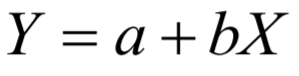 Y = a + bX